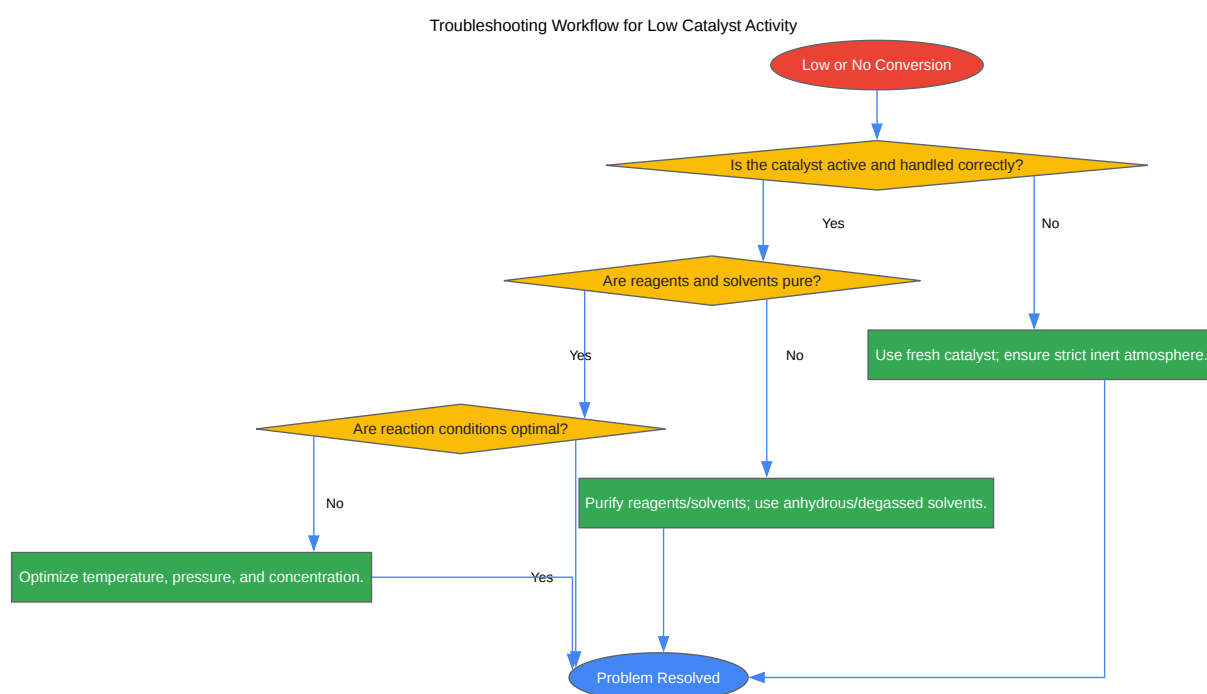 Troubleshooting Workflow for Low Catalyst Activity
Low or No Conversion
Is the catalyst active and handled correctly?
Yes
No
Are reagents and solvents pure?
Yes
No
Use fresh catalyst; ensure strict inert atmosphere.
Are reaction conditions optimal?
No
Purify reagents/solvents; use anhydrous/degassed solvents.
Optimize temperature, pressure, and concentration.
Yes
Problem Resolved